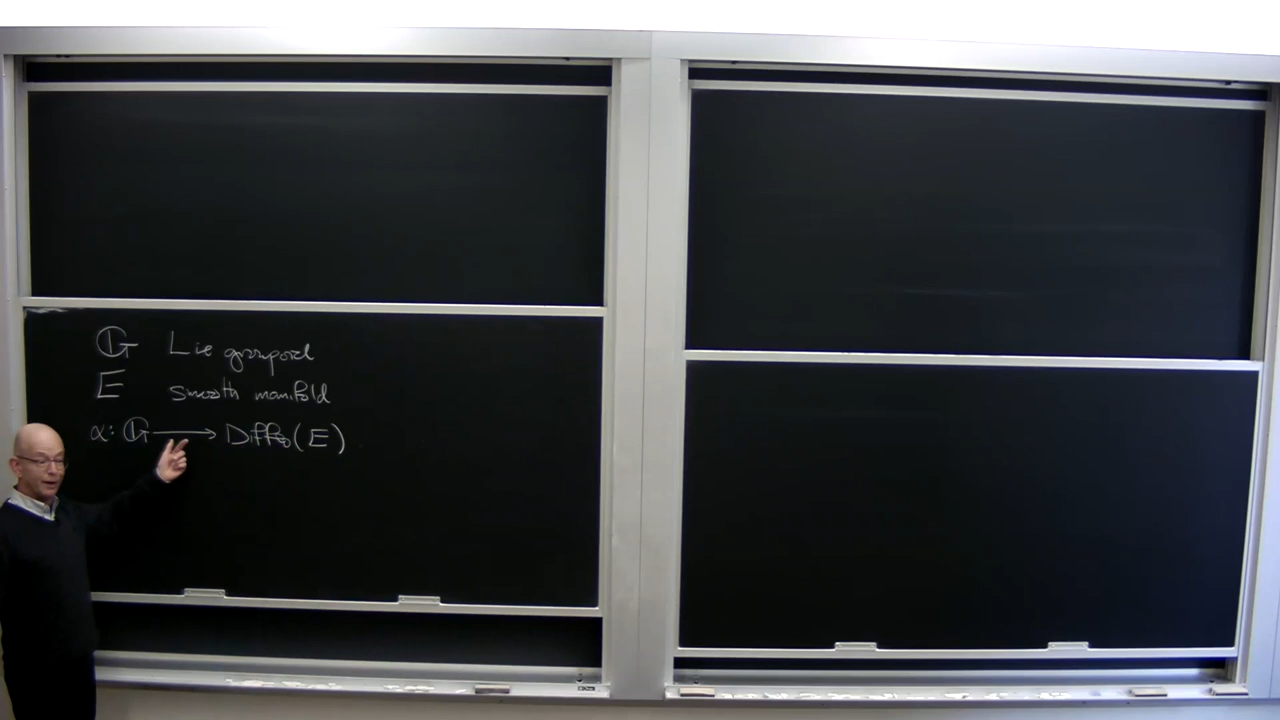 𝔾 Lie groupoid
E smooth manifold
α: 𝔾 ⟶ Diffeo(E)